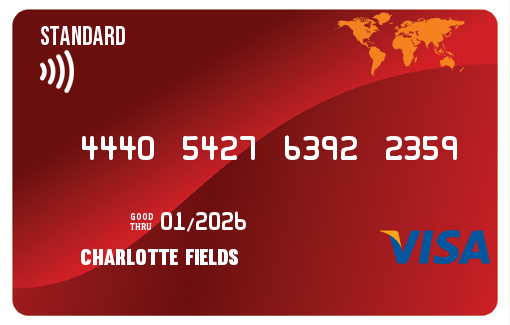 STANDARD
4440 5427 6392 2359
GOOD THRU 01/2026
CHARLOTTE FIELDS
VISA